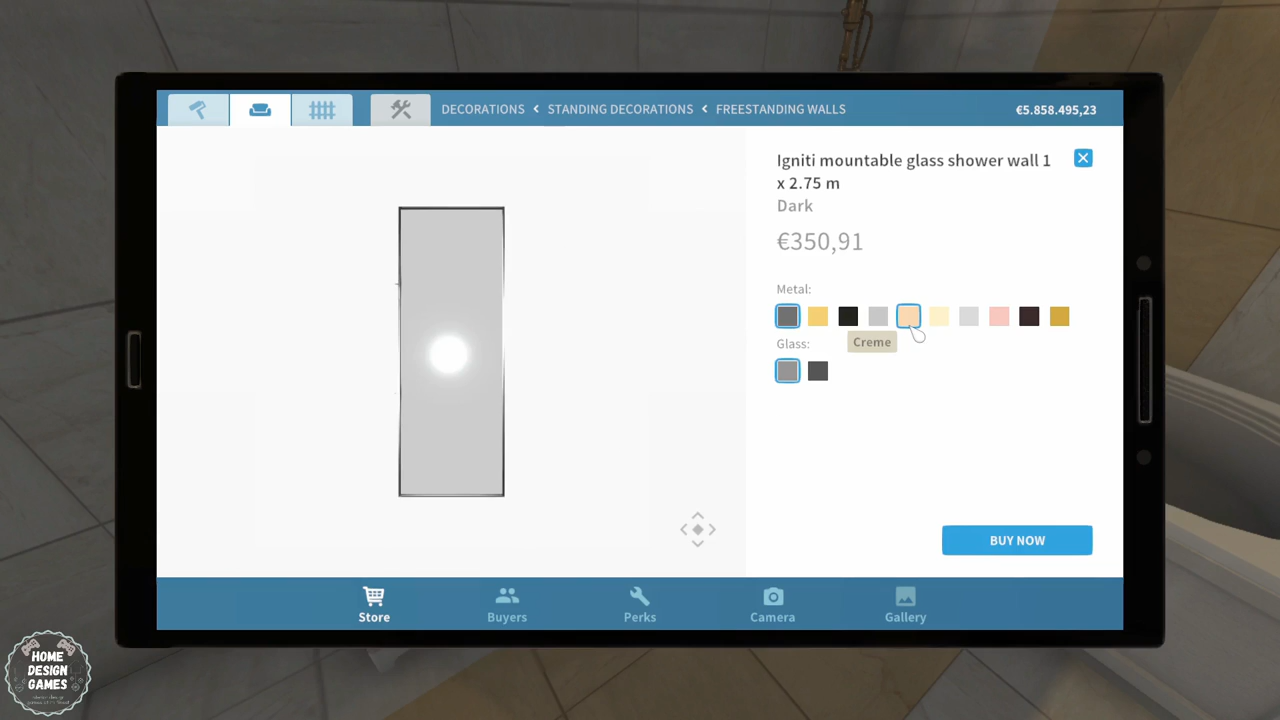 DECORATIONS < STANDING DECORATIONS < FREESTANDING WALLS
€5.858.495,23
Igniti mountable glass shower wall 1
x 2.75 m
Dark
€350,91
Metal:
Creme
Glass:
BUY NOW
Store
Buyers
Perks
Camera
Gallery
HOME
DESIGN
GAMES